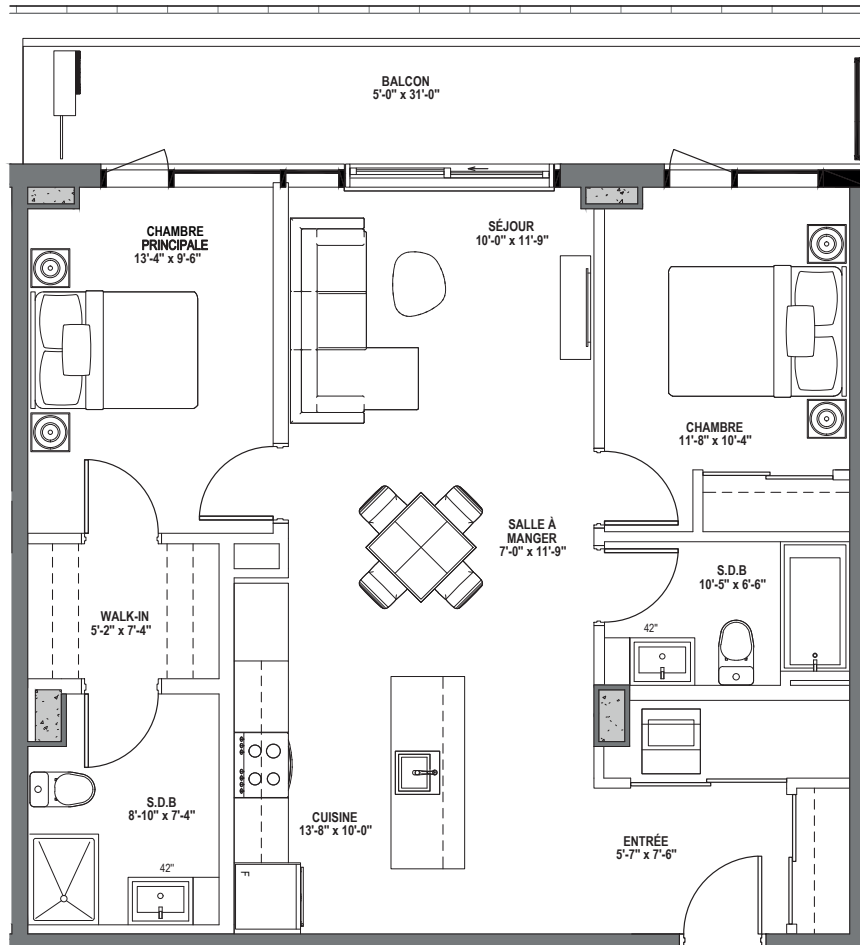 BALCON
5'-0" x 31'-0"
CHAMBRE
PRINCIPALE
13'-4" x 9'-6"
SÉJOUR
10'-0" x 11'-9"
CHAMBRE
11'-8" x 10'-4"
SALLE À
MANGER
7'-0" x 11'-9"
S.D.B
10'-5" x 6'-6"
WALK-IN
5'-2" x 7'-4"
42"
S.D.B
8'-10" x 7'-4"
CUISINE
13'-8" x 10'-0"
ENTRÉE
5'-7" x 7'-6"
42"
F